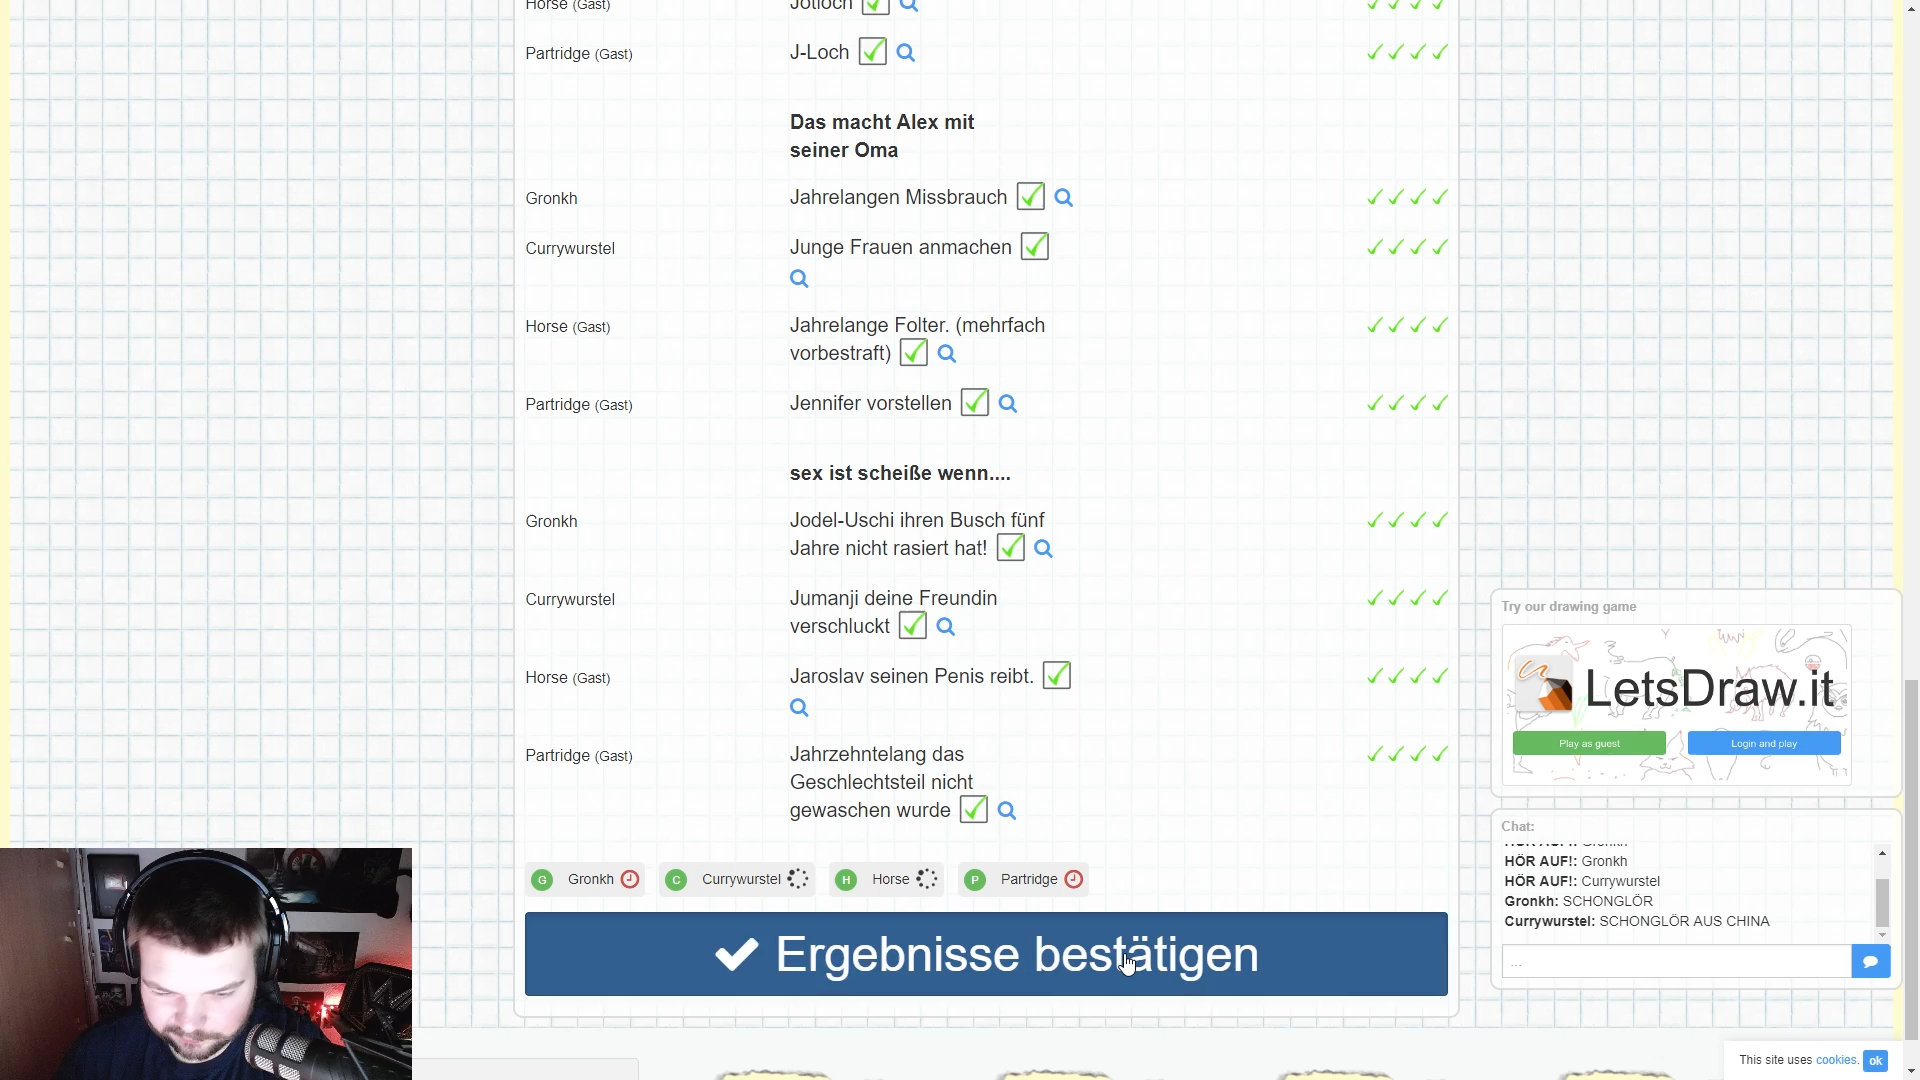 Horse (Gast) Jotloch
Partridge (Gast) J-Loch
Das macht Alex mit
seiner Oma
Gronkh Jahrelangen Missbrauch
Currywurstel Junge Frauen anmachen
Horse (Gast) Jahrelange Folter. (mehrfach
vorbestraft)
Partridge (Gast) Jennifer vorstellen
sex ist scheiße wenn....
Gronkh Jodel-Uschi ihren Busch fünf
Jahre nicht rasiert hat!
Currywurstel Jumanji deine Freundin
verschluckt
Horse (Gast) Jaroslav seinen Penis reibt.
Partridge (Gast) Jahrzehntelang das
Geschlechtsteil nicht
gewaschen wurde
G Gronkh C Currywurstel H Horse P Partridge
Ergebnisse bestätigen
Try our drawing game
LetsDraw.it
Play as guest Login and play
Chat:
HÖR AUF!: Gronkh
HÖR AUF!: Gronkh
HÖR AUF!: Currywurstel
Gronkh: SCHONGLÖR
Currywurstel: SCHONGLÖR AUS CHINA
...
This site uses cookies. ok